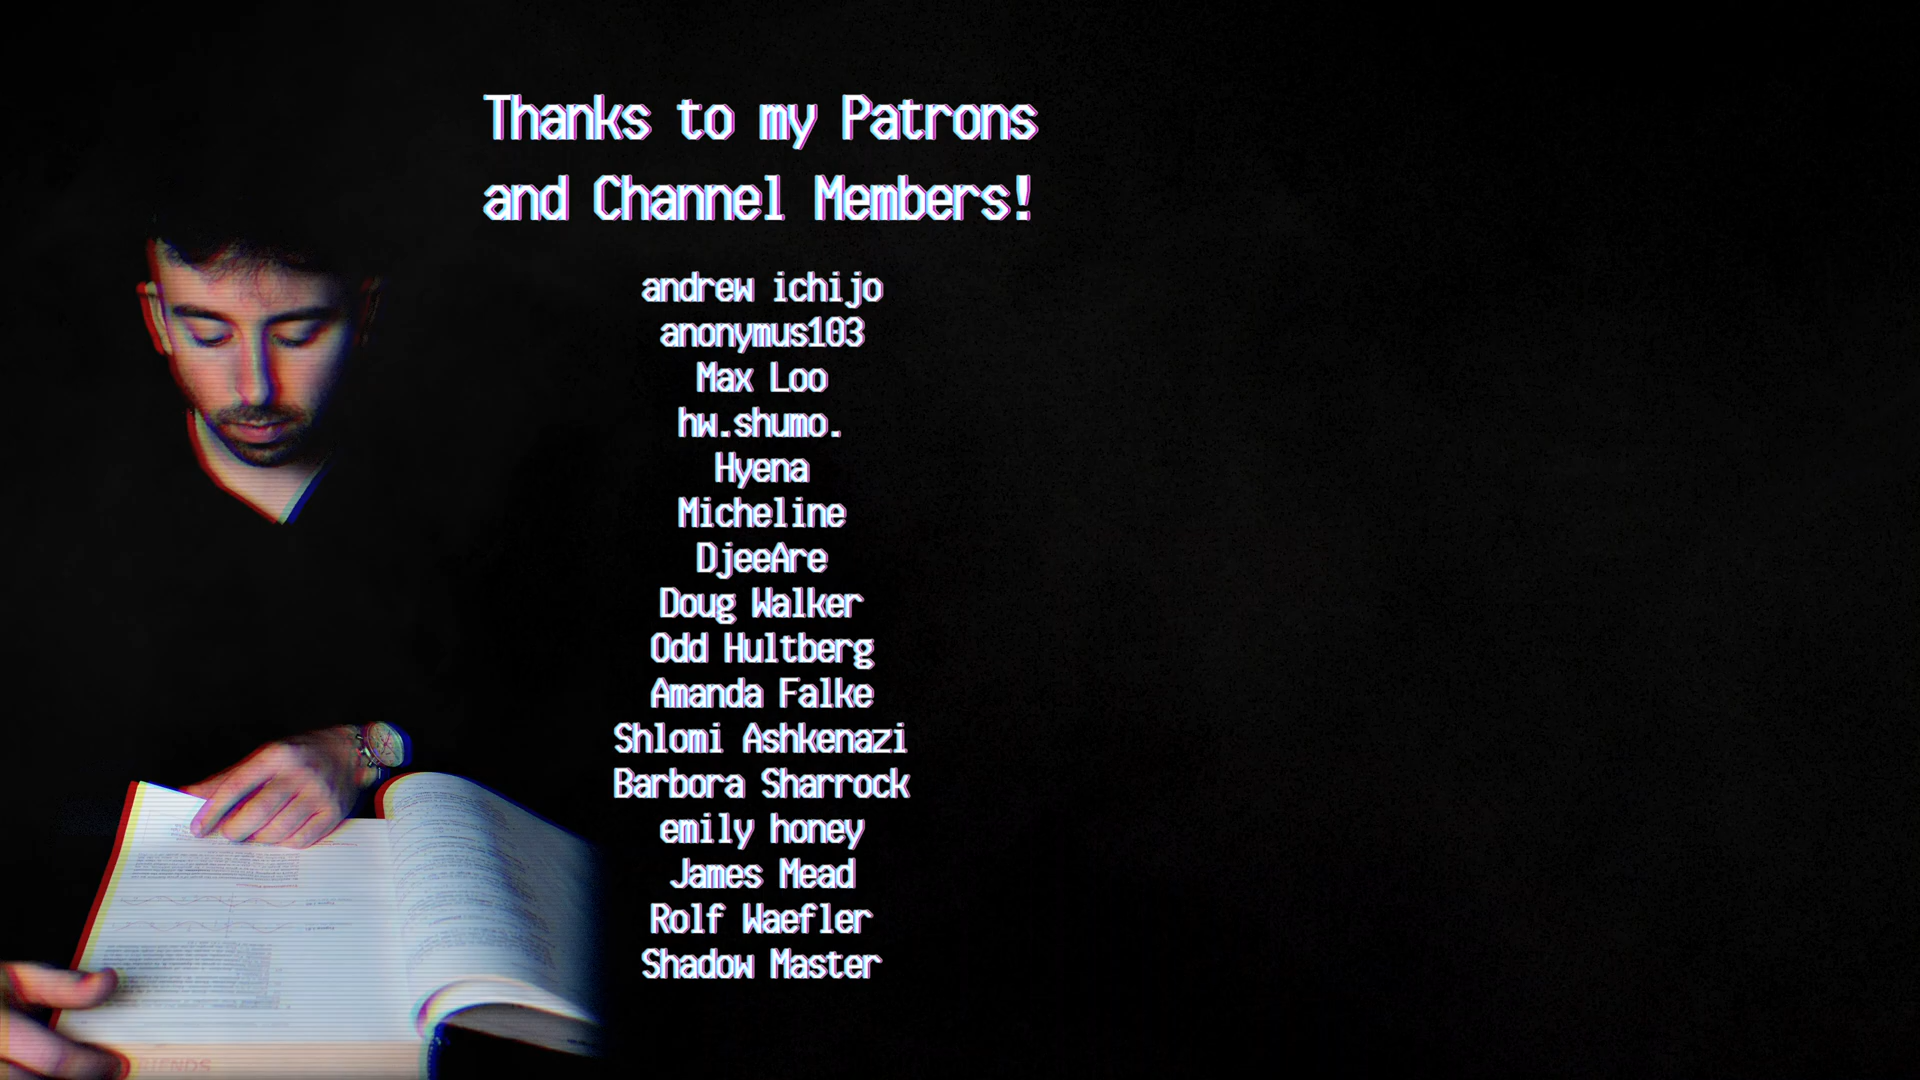 Thanks to my Patrons
and Channel Members!
andrew ichijo
anonymus103
Max Loo
hw.shumo.
Hyena
Micheline
DjeeAre
Doug Walker
Odd Hultberg
Amanda Falke
Shlomi Ashkenazi
Barbora Sharrock
emily honey
James Mead
Rolf Waefler
Shadow Master